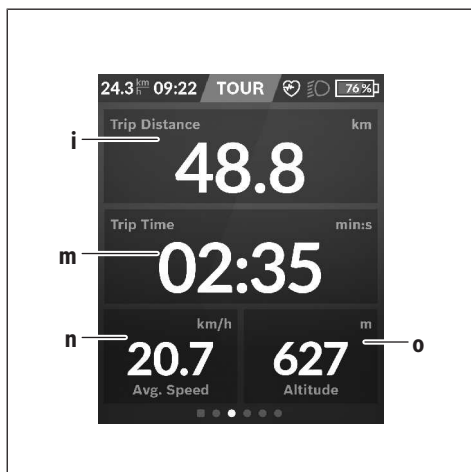 24.3 km/h 09:22 TOUR 76 %
Trip Distance km
i
48.8
Trip Time min:s
m
02:35
km/h m
n 20.7 627 o
Avg. Speed Altitude